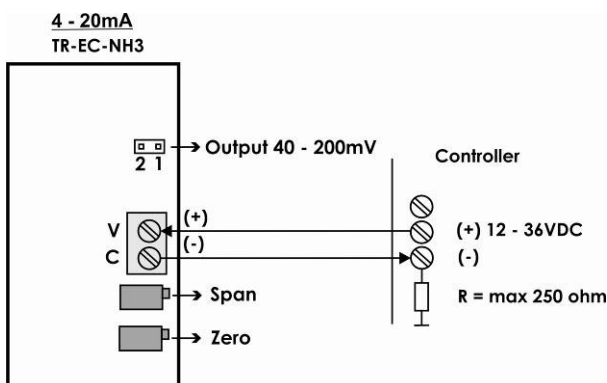 4 - 20mA
TR-EC-NH3
Output 40 - 200mV
2 1
Controller
V
(+)
(+) 12 - 36VDC
C
(-)
(-)
Span
R = max 250 ohm
Zero